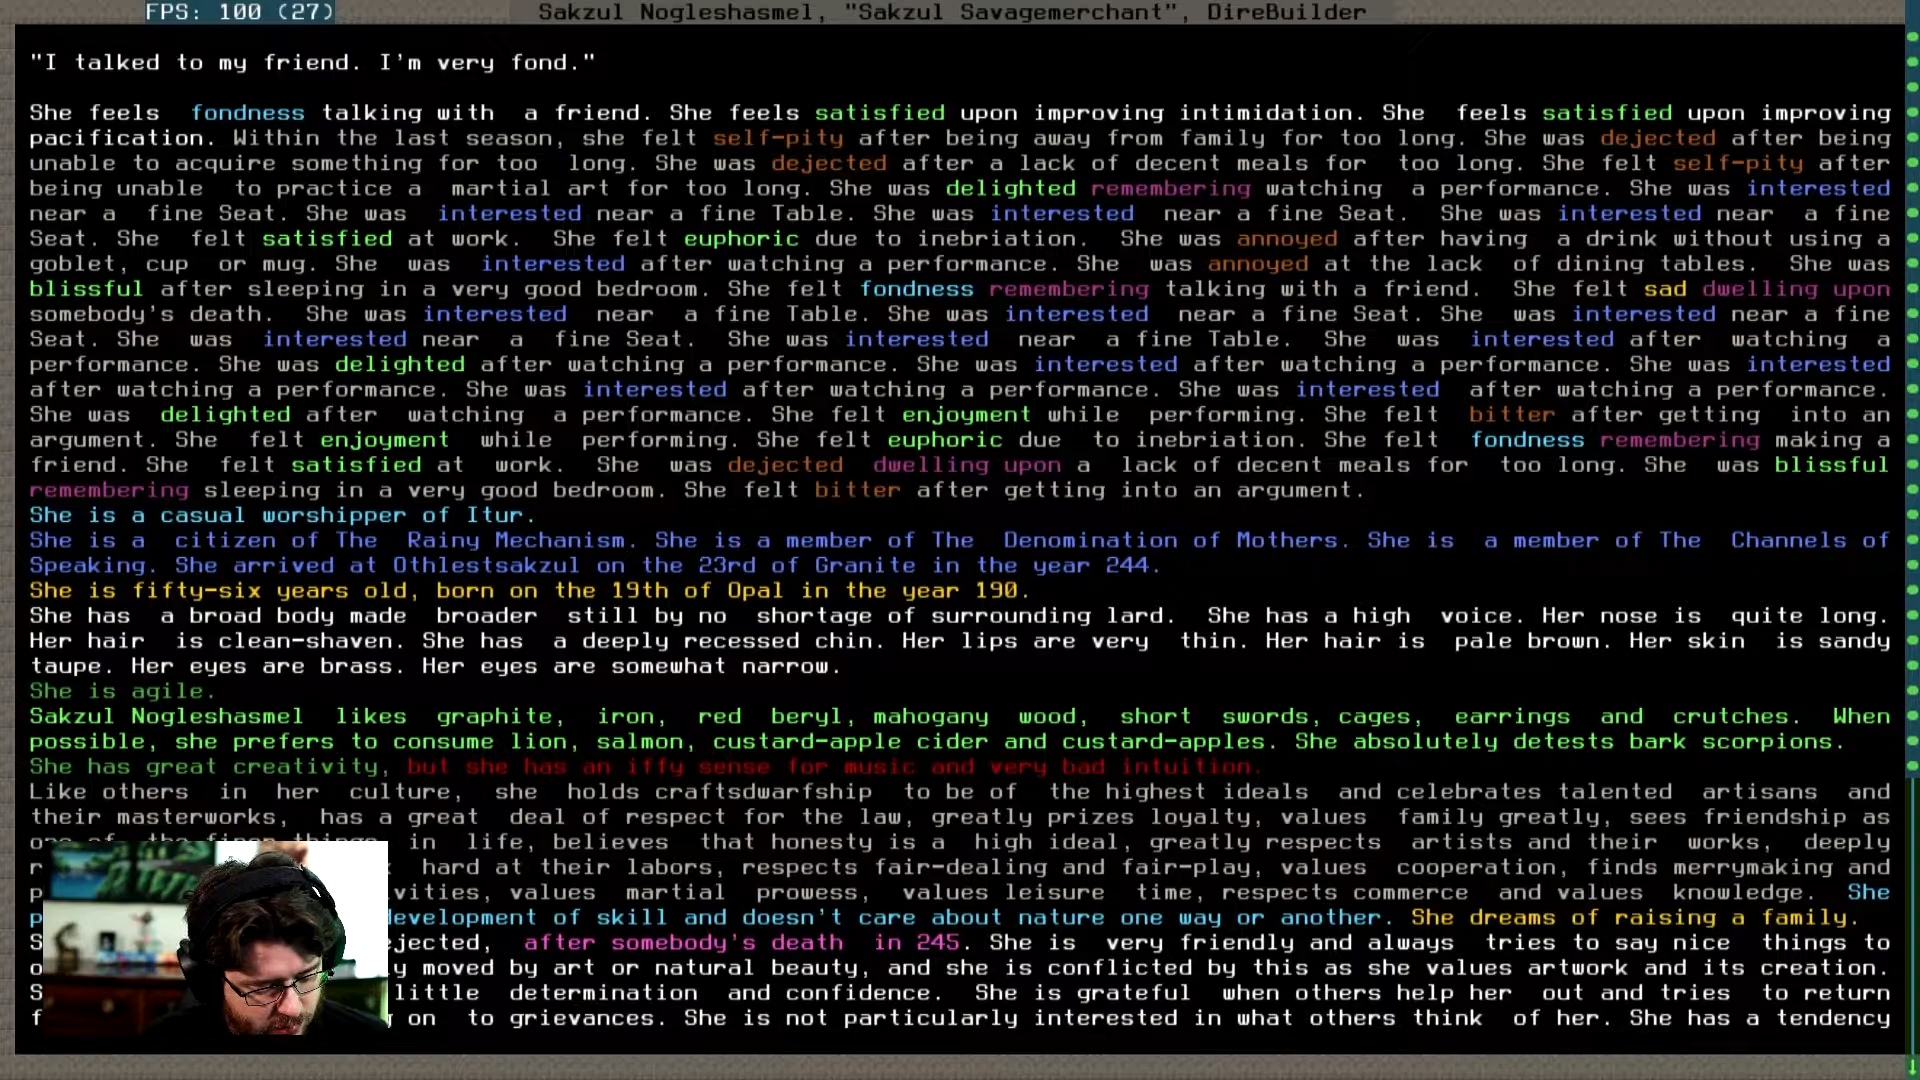 FPS: 100 (27)
Sakzul Nogleshasmel, "Sakzul Savagemerchant", DireBuilder
"I talked to my friend. I'm very fond."
She feels fondness talking with a friend. She feels satisfied upon improving intimidation. She feels satisfied upon improving
pacification. Within the last season, she felt self-pity after being away from family for too long. She was dejected after being
unable to acquire something for too long. She was dejected after a lack of decent meals for too long. She felt self-pity after
being unable to practice a martial art for too long. She was delighted remembering watching a performance. She was interested
near a fine Seat. She was interested near a fine Table. She was interested near a fine Seat. She was interested near a fine
Seat. She felt satisfied at work. She felt euphoric due to inebriation. She was annoyed after having a drink without using a
goblet, cup or mug. She was interested after watching a performance. She was annoyed at the lack of dining tables. She was
blissful after sleeping in a very good bedroom. She felt fondness remembering talking with a friend. She felt sad dwelling upon
somebody's death. She was interested near a fine Table. She was interested near a fine Seat. She was interested near a fine
Seat. She was interested near a fine Seat. She was interested near a fine Table. She was interested after watching a
performance. She was delighted after watching a performance. She was interested after watching a performance. She was interested
after watching a performance. She was interested after watching a performance. She was interested after watching a performance.
She was delighted after watching a performance. She felt enjoyment while performing. She felt bitter after getting into an
argument. She felt enjoyment while performing. She felt euphoric due to inebriation. She felt fondness remembering making a
friend. She felt satisfied at work. She was dejected dwelling upon a lack of decent meals for too long. She was blissful
remembering sleeping in a very good bedroom. She felt bitter after getting into an argument.
She is a casual worshipper of Itur.
She is a citizen of The Rainy Mechanism. She is a member of The Denomination of Mothers. She is a member of The Channels of
Speaking. She arrived at Othlestsakzul on the 23rd of Granite in the year 244.
She is fifty-six years old, born on the 19th of Opal in the year 190.
She has a broad body made broader still by no shortage of surrounding lard. She has a high voice. Her nose is quite long.
Her hair is clean-shaven. She has a deeply recessed chin. Her lips are very thin. Her hair is pale brown. Her skin is sandy
taupe. Her eyes are brass. Her eyes are somewhat narrow.
She is agile.
Sakzul Nogleshasmel likes graphite, iron, red beryl, mahogany wood, short swords, cages, earrings and crutches. When
possible, she prefers to consume lion, salmon, custard-apple cider and custard-apples. She absolutely detests bark scorpions.
She has great creativity, but she has an iffy sense for music and very bad intuition.
Like others in her culture, she holds craftsdwarfship to be of the highest ideals and celebrates talented artisans and
their masterworks, has a great deal of respect for the law, greatly prizes loyalty, values family greatly, sees friendship as
one of the finer things in life, believes that honesty is a high ideal, greatly respects artists and their works, deeply
hard at their labors, respects fair-dealing and fair-play, values cooperation, finds merrymaking and
vities, values martial prowess, values leisure time, respects commerce and values knowledge. She
development of skill and doesn't care about nature one way or another. She dreams of raising a family.
ejected, after somebody's death in 245. She is very friendly and always tries to say nice things to
y moved by art or natural beauty, and she is conflicted by this as she values artwork and its creation.
little determination and confidence. She is grateful when others help her out and tries to return
on to grievances. She is not particularly interested in what others think of her. She has a tendency